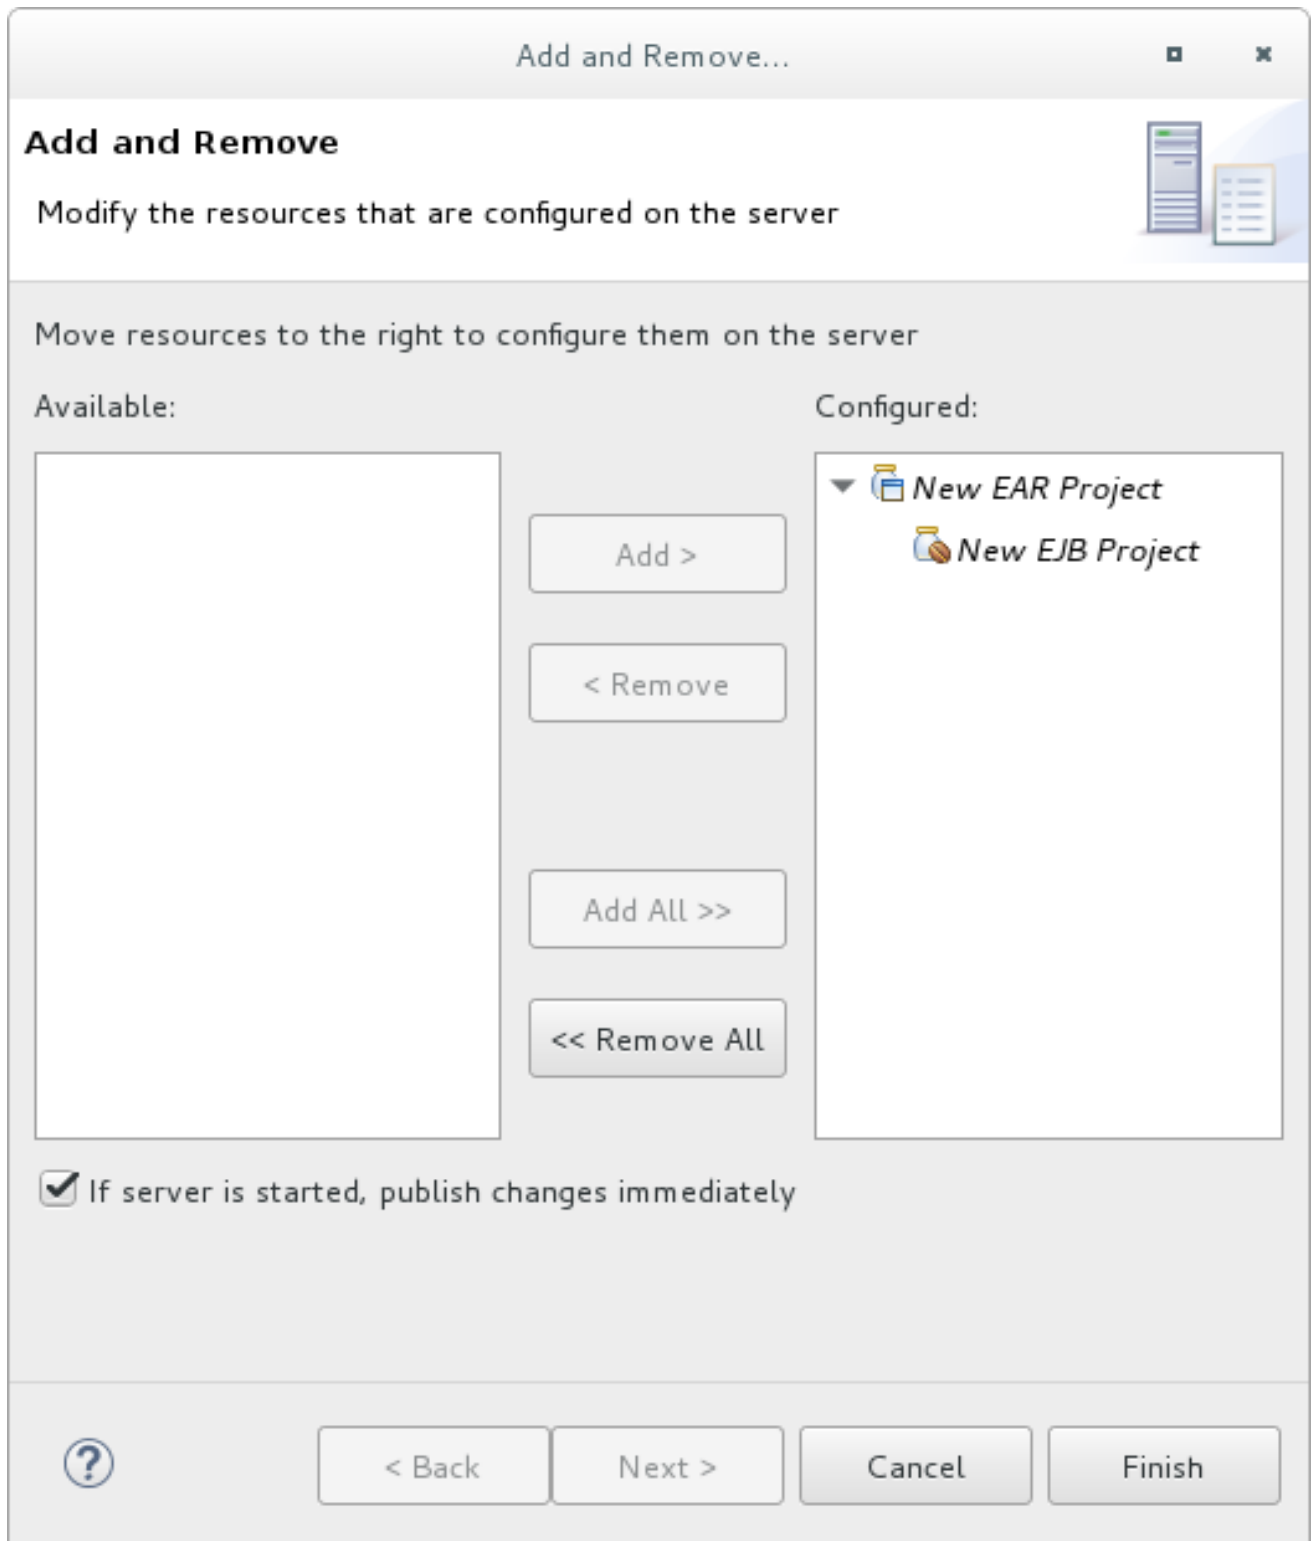 Add and Remove...
Add and Remove
Modify the resources that are configured on the server
Move resources to the right to configure them on the server
Available:
Configured:
New EAR Project
New EJB Project
Add >
< Remove
Add All >>
<< Remove All
If server is started, publish changes immediately
?
< Back
Next >
Cancel
Finish